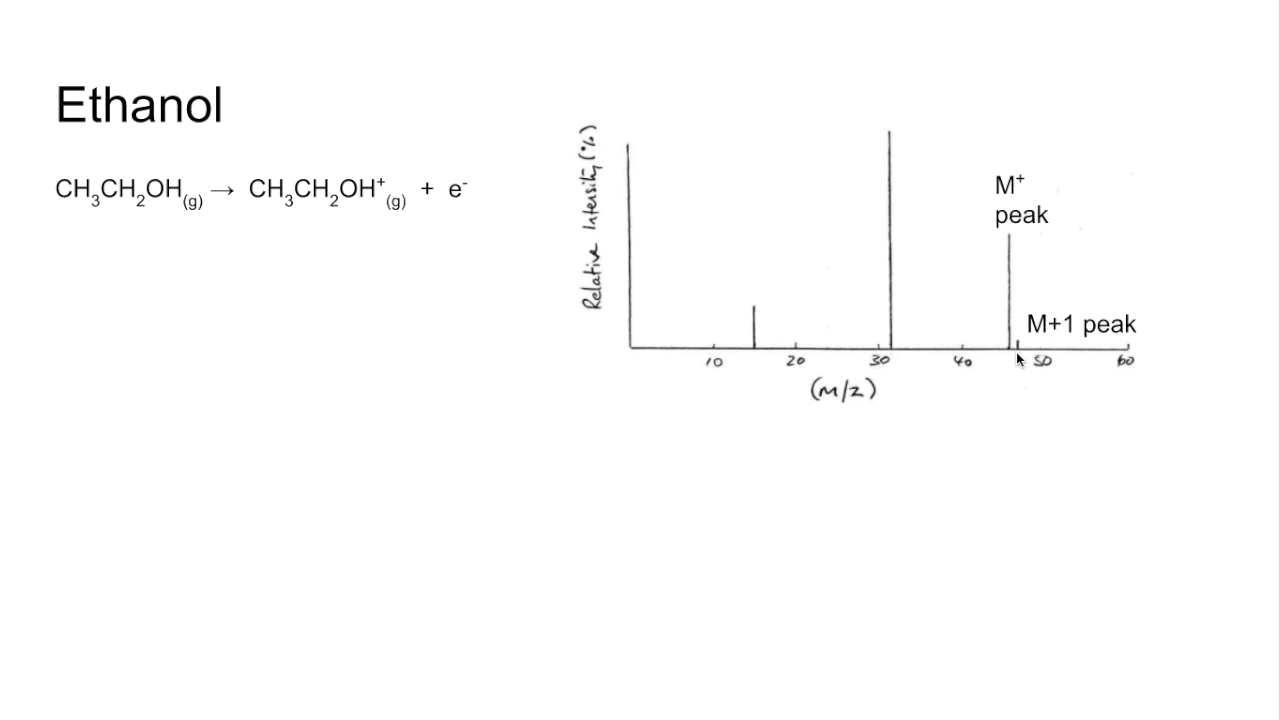 Ethanol
CH₃CH₂OH₍g₎ → CH₃CH₂OH⁺₍g₎ + e⁻
Relative Intensity (%)
M⁺
peak
M+1 peak
10 20 30 40 50 60
(m/z)